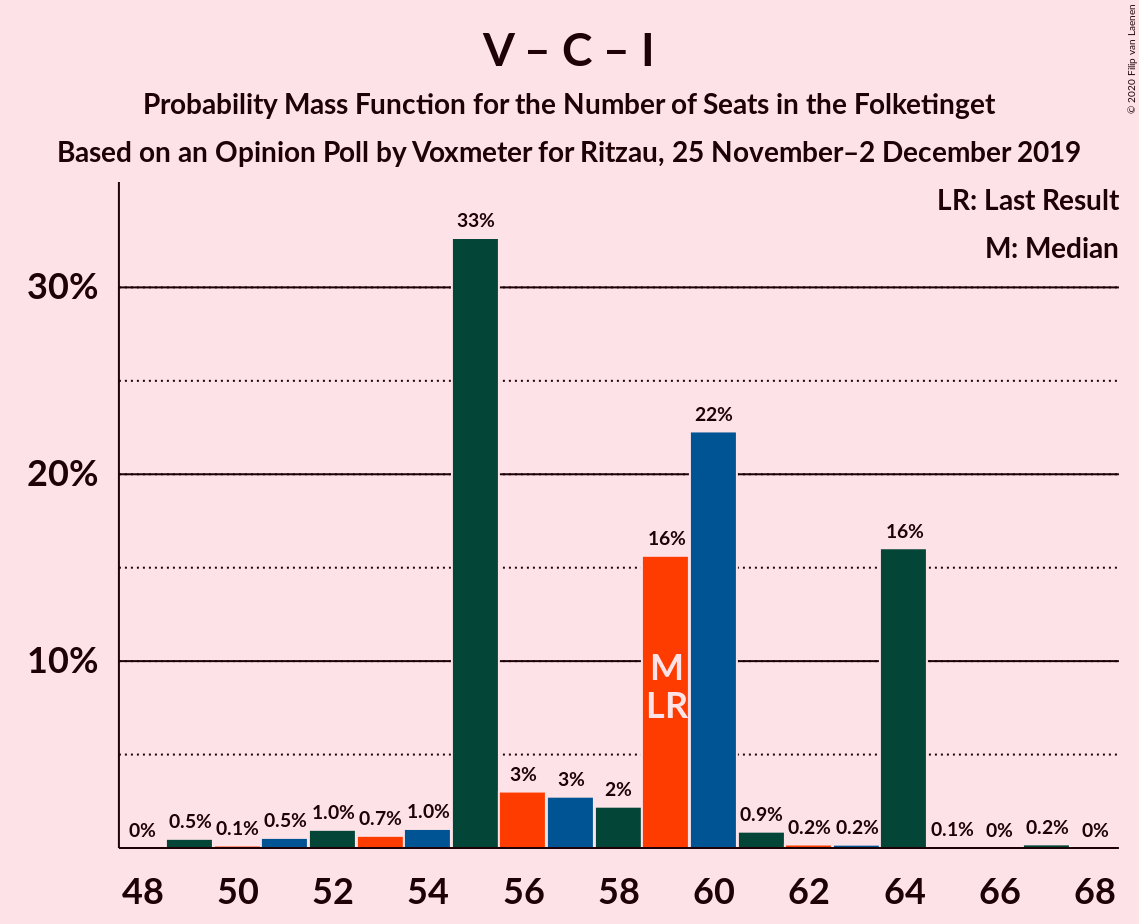 V – C – I
Probability Mass Function for the Number of Seats in the Folketinget
Based on an Opinion Poll by Voxmeter for Ritzau, 25 November–2 December 2019
© 2020 Filip van Laenen
LR: Last Result
M: Median
30%
20%
10%
0%
0.5%
0.1%
0.5%
1.0%
0.7%
1.0%
33%
3%
3%
2%
16%
22%
0.9%
0.2%
0.2%
16%
0.1%
0%
0.2%
0%
M
LR
48 50 52 54 56 58 60 62 64 66 68